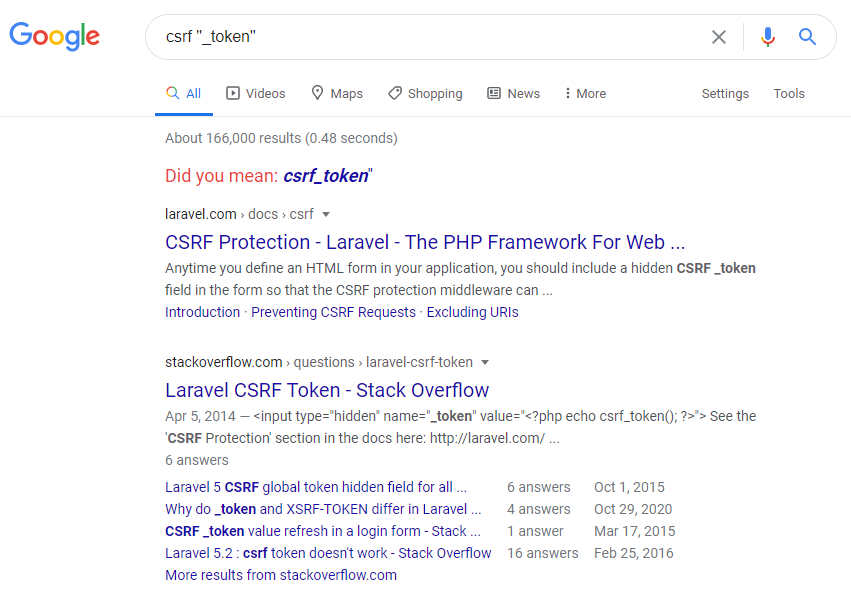 Google
csrf "_token"
All Videos Maps Shopping News More Settings Tools
About 166,000 results (0.48 seconds)
Did you mean: csrf_token"
laravel.com › docs › csrf
CSRF Protection - Laravel - The PHP Framework For Web ...
Anytime you define an HTML form in your application, you should include a hidden CSRF _token
field in the form so that the CSRF protection middleware can ...
Introduction · Preventing CSRF Requests · Excluding URIs
stackoverflow.com › questions › laravel-csrf-token
Laravel CSRF Token - Stack Overflow
Apr 5, 2014 — <input type="hidden" name="_token" value="<?php echo csrf_token(); ?>"> See the
'CSRF Protection' section in the docs here: http://laravel.com/ ...
6 answers
Laravel 5 CSRF global token hidden field for all ... 6 answers Oct 1, 2015
Why do _token and XSRF-TOKEN differ in Laravel ... 4 answers Oct 29, 2020
CSRF _token value refresh in a login form - Stack ... 1 answer Mar 17, 2015
Laravel 5.2 : csrf token doesn't work - Stack Overflow 16 answers Feb 25, 2016
More results from stackoverflow.com